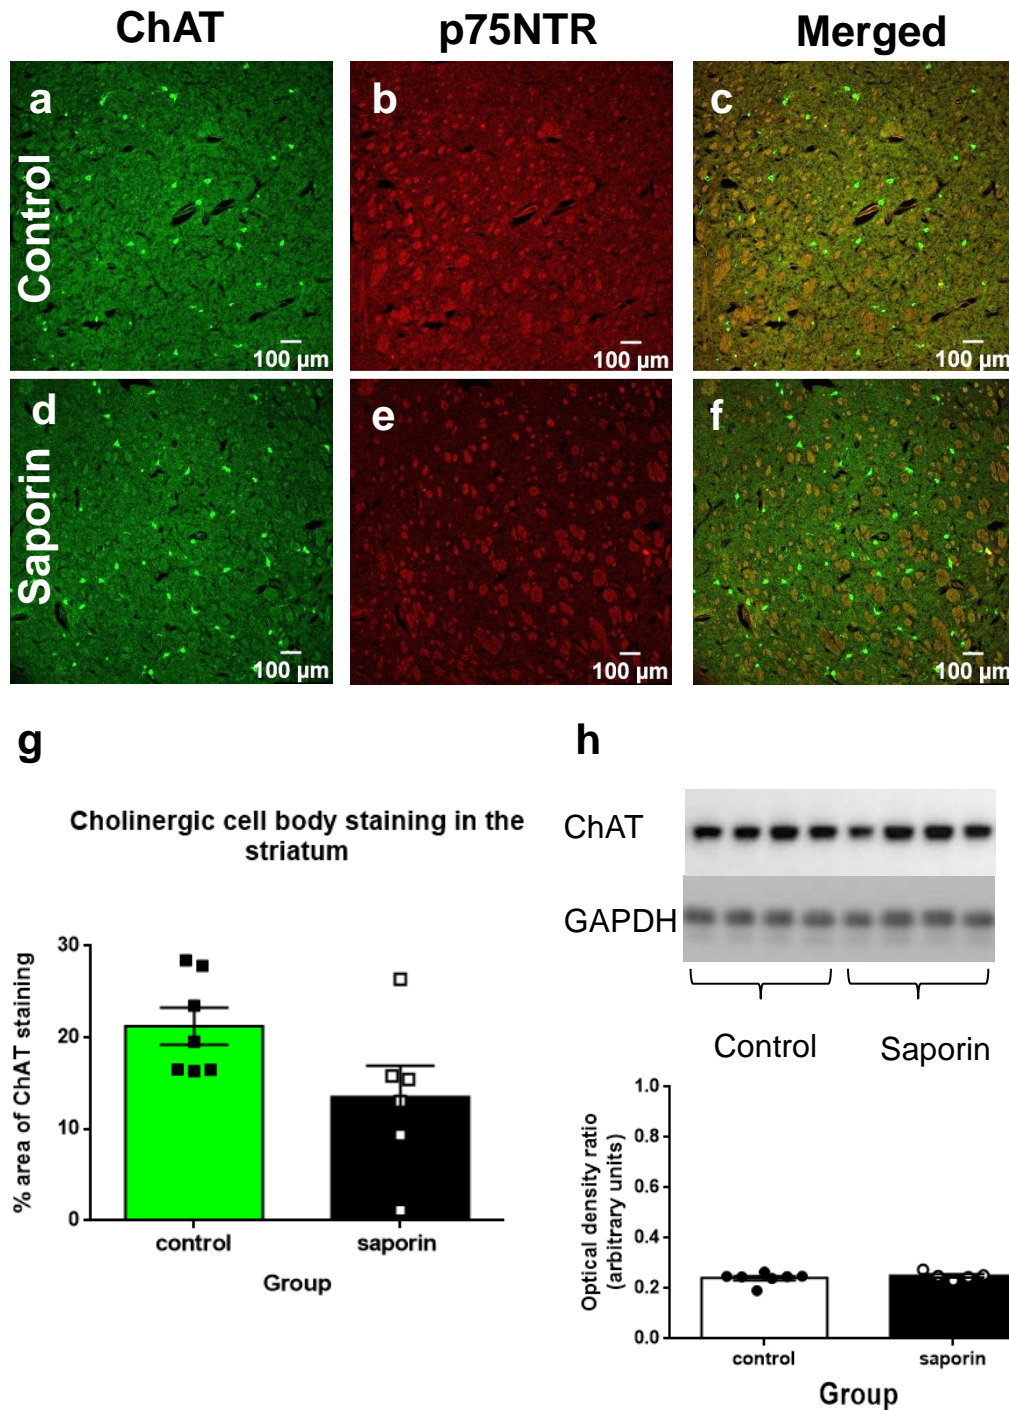 ChAT p75NTR Merged
a b c
Control
100 µm 100 µm 100 µm
d e f
Saporin
100 µm 100 µm 100 µm
g h
Cholinergic cell body staining in the
striatum
% area of ChAT staining
30
20
10
0
control saporin
Group
ChAT
GAPDH
Control Saporin
Optical density ratio
(arbitrary units)
1.0
0.8
0.6
0.4
0.2
0.0
control saporin
Group